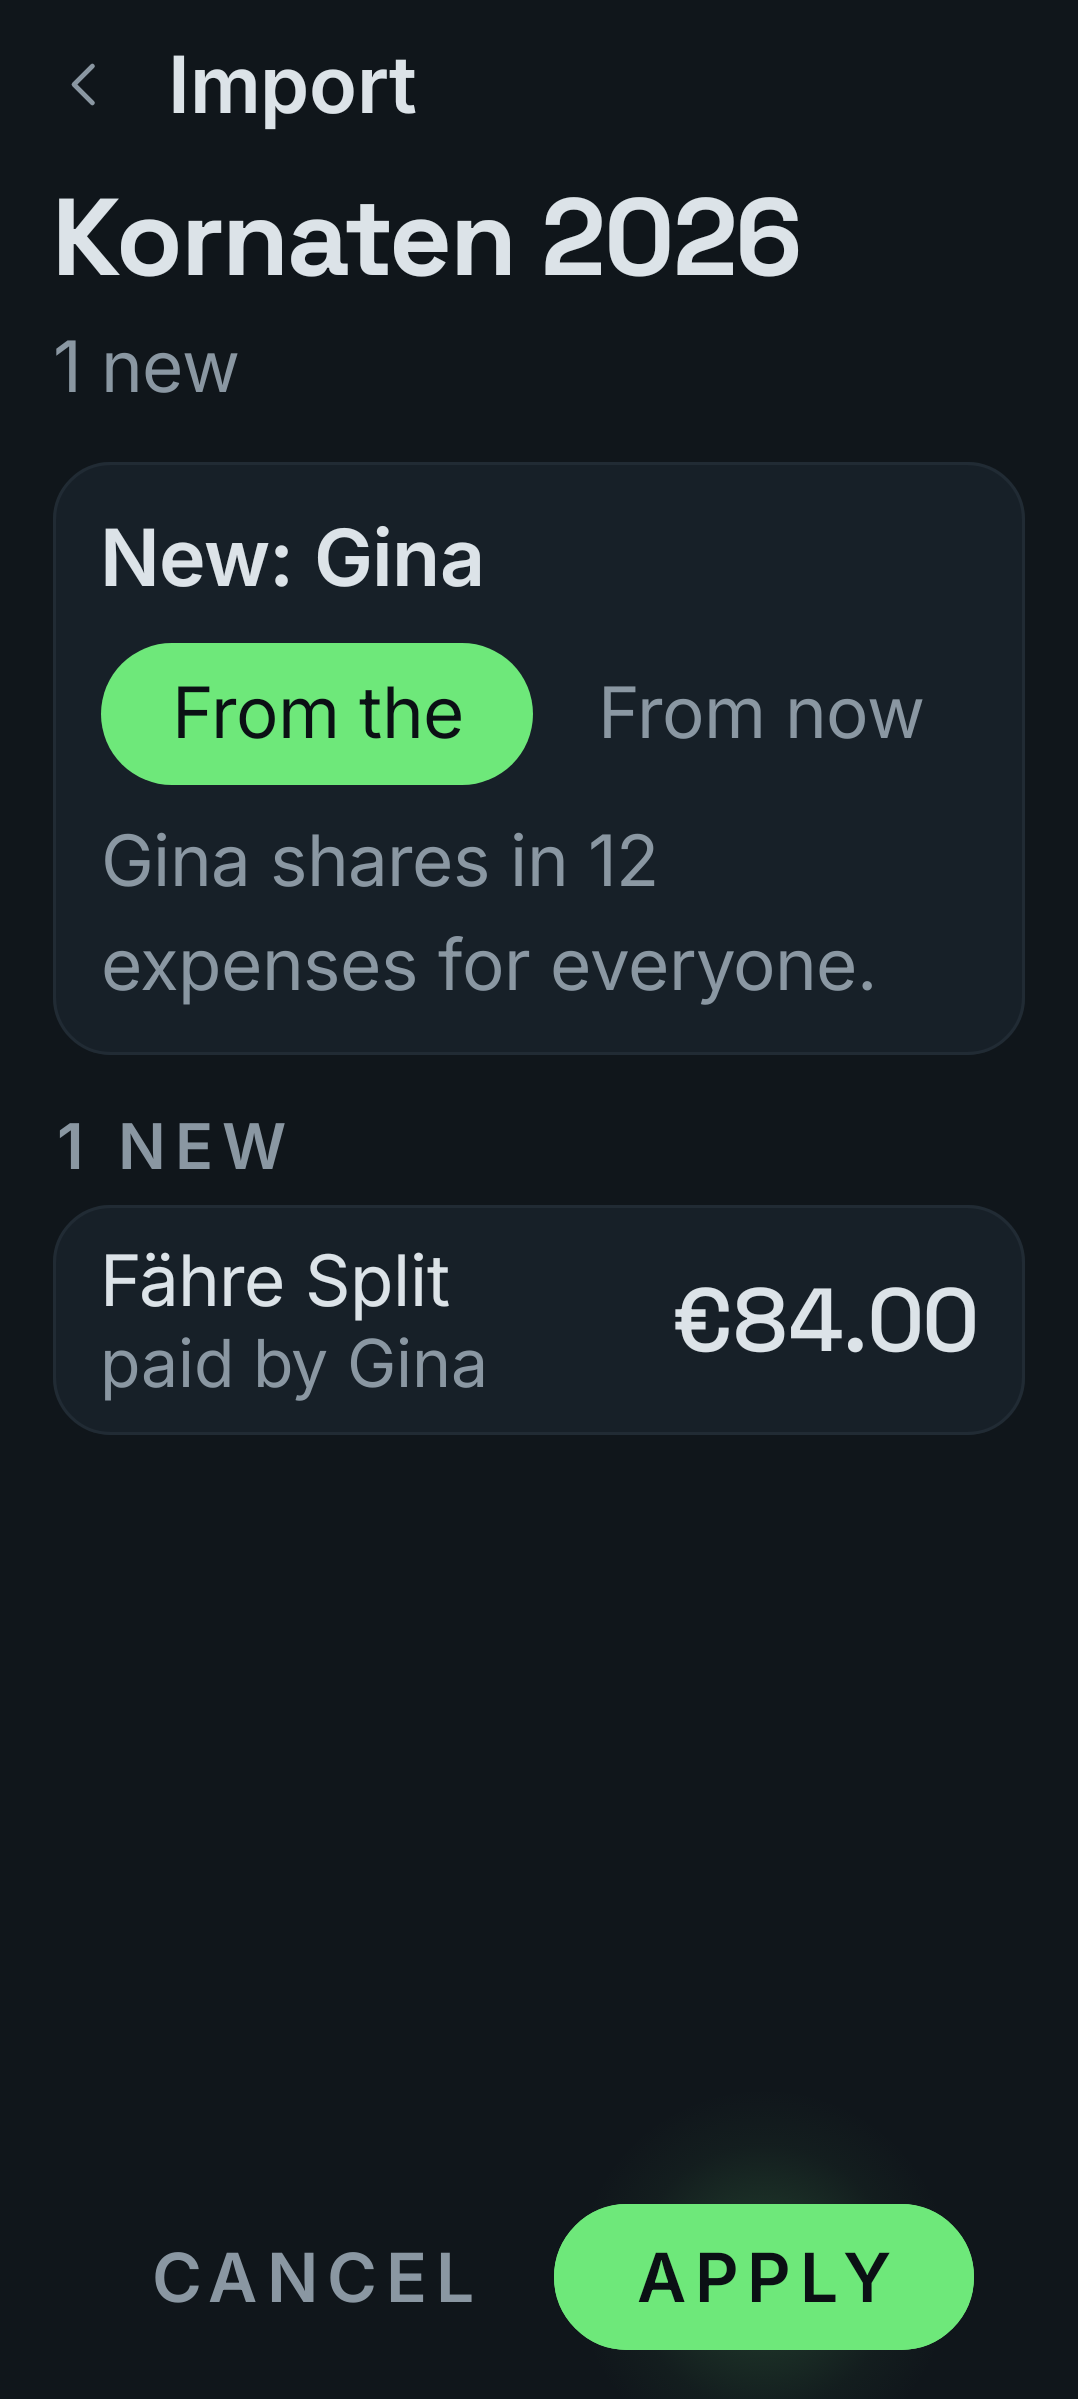 Import
Kornaten 2026
1 new
New: Gina
From the
From now
Gina shares in 12
expenses for everyone.
1 NEW
Fähre Split
€84.00
paid by Gina
CANCEL
APPLY